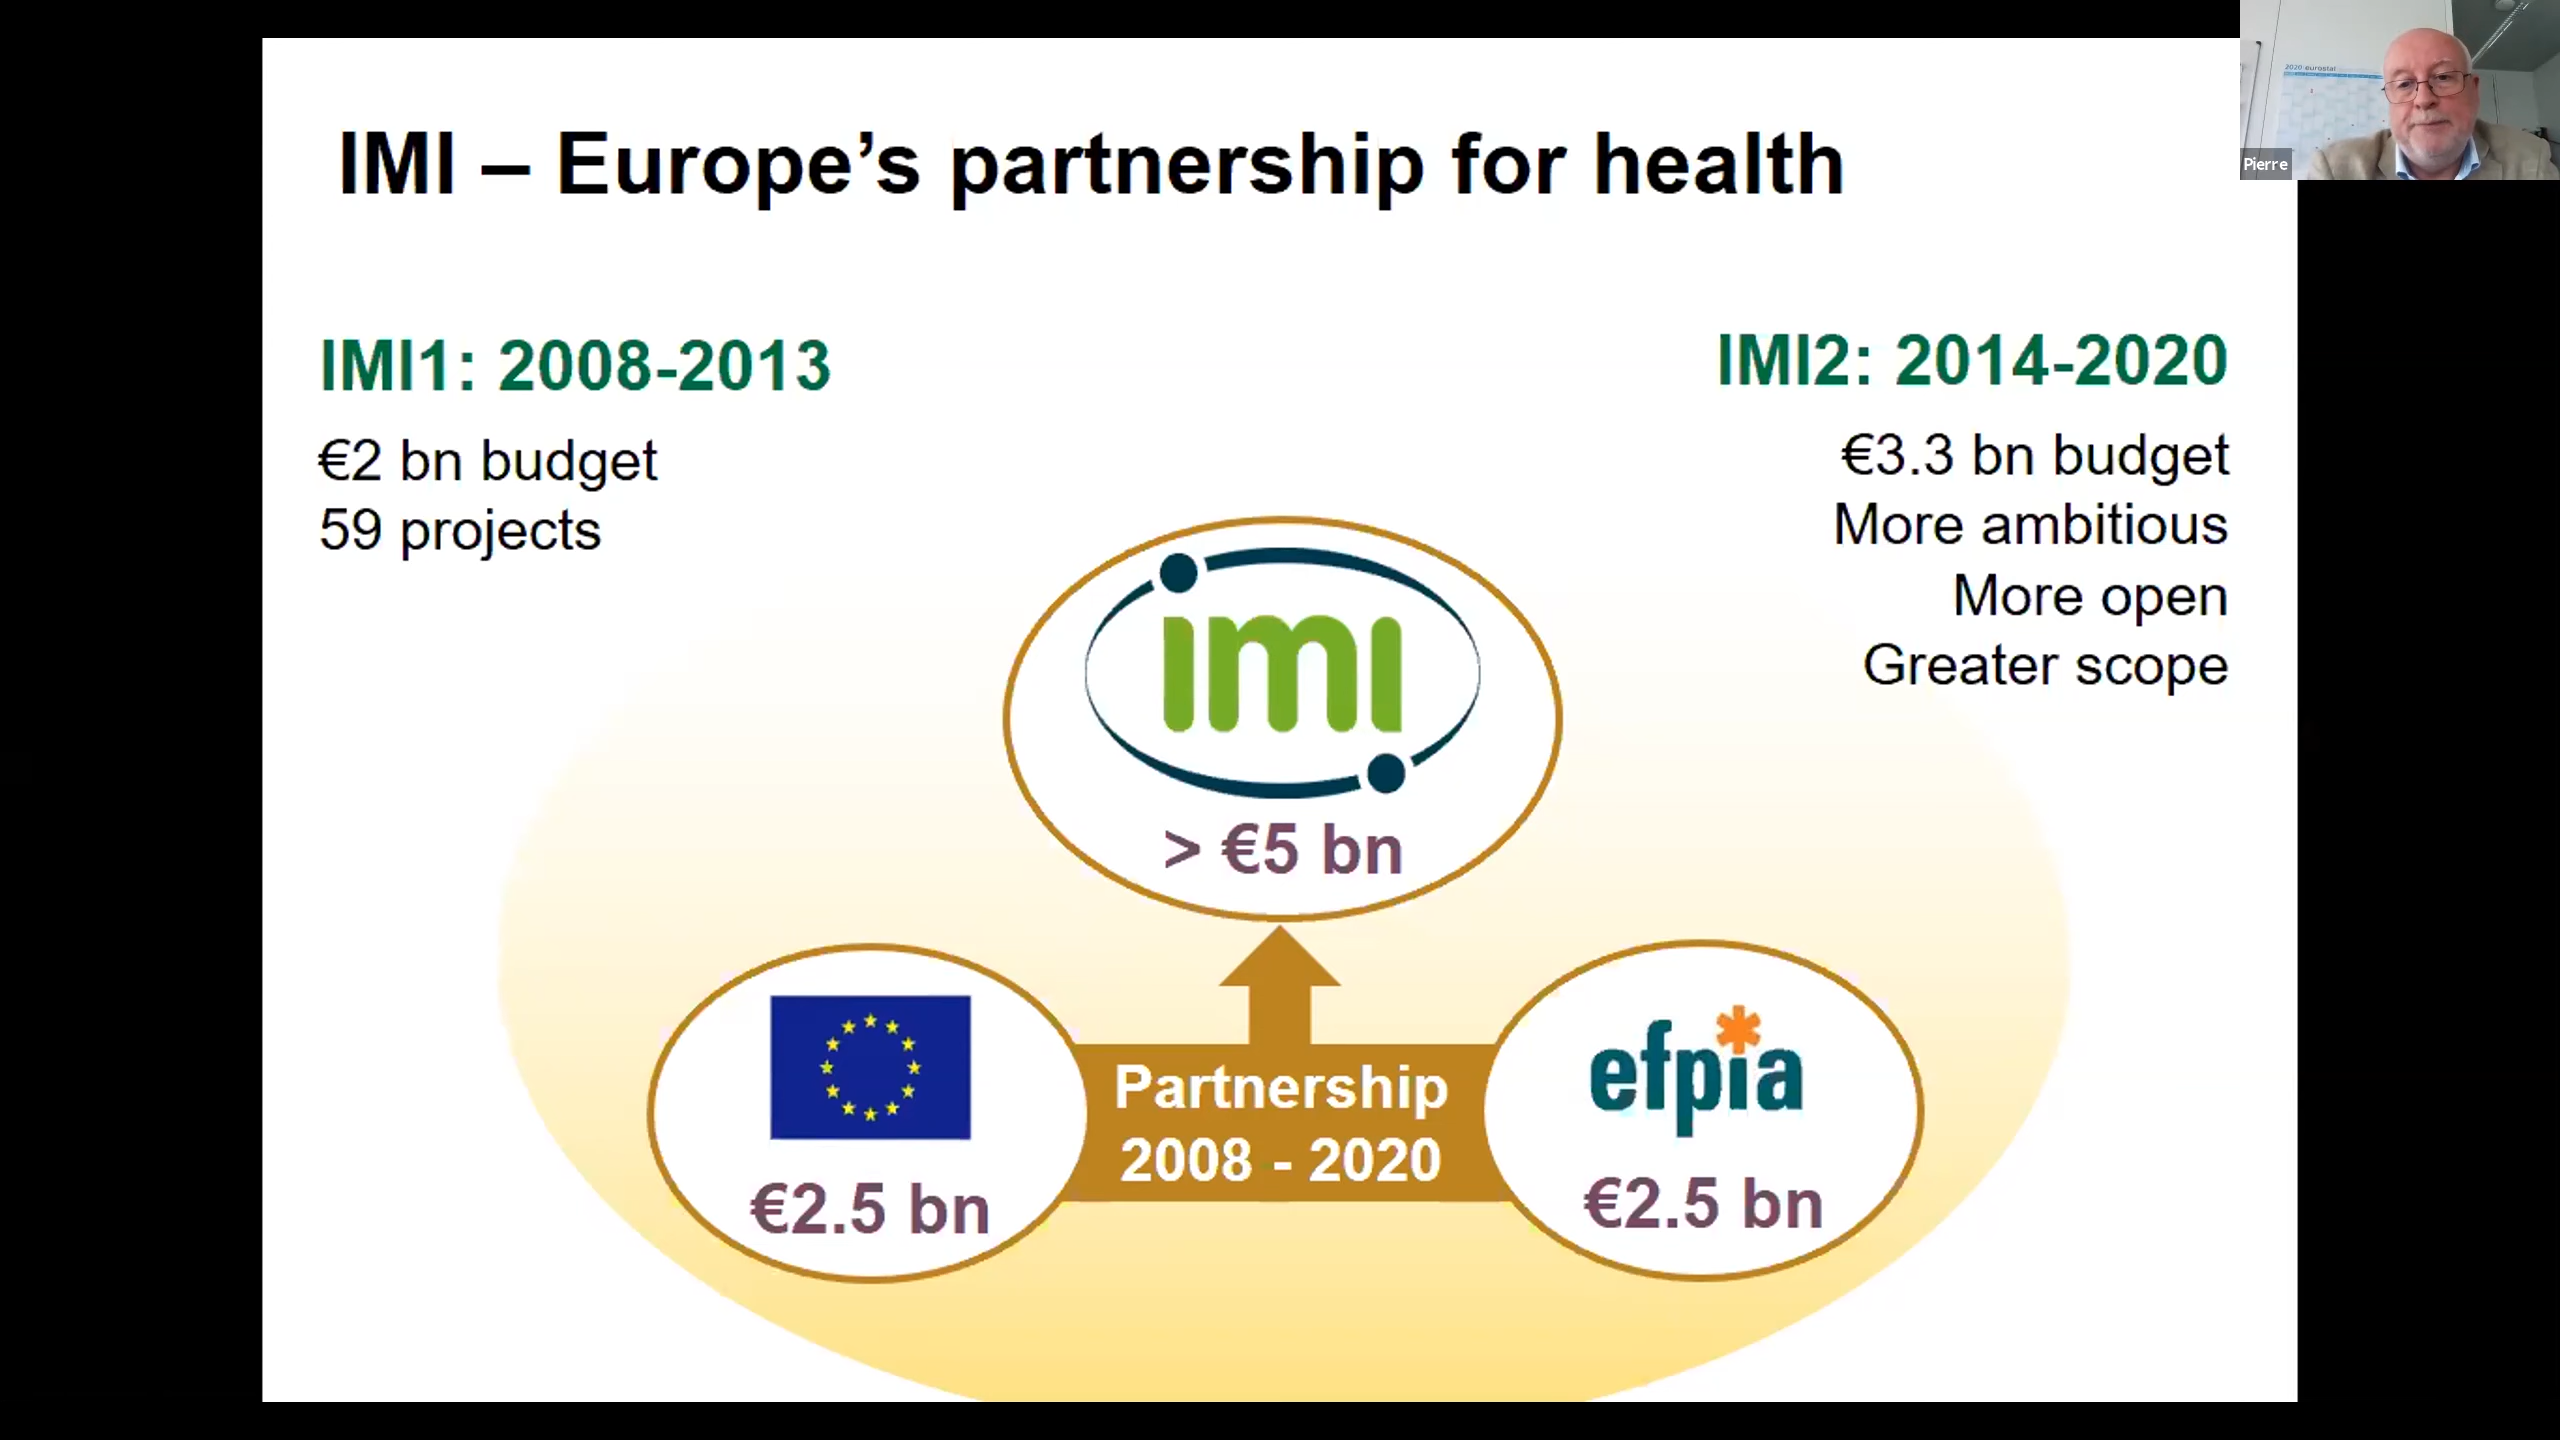 IMI – Europe’s partnership for health
IMI1: 2008-2013
€2 bn budget
59 projects
IMI2: 2014-2020
€3.3 bn budget
More ambitious
More open
Greater scope
imi
> €5 bn
€2.5 bn
Partnership
2008 - 2020
efpia
€2.5 bn
2020 eurostat
Pierre